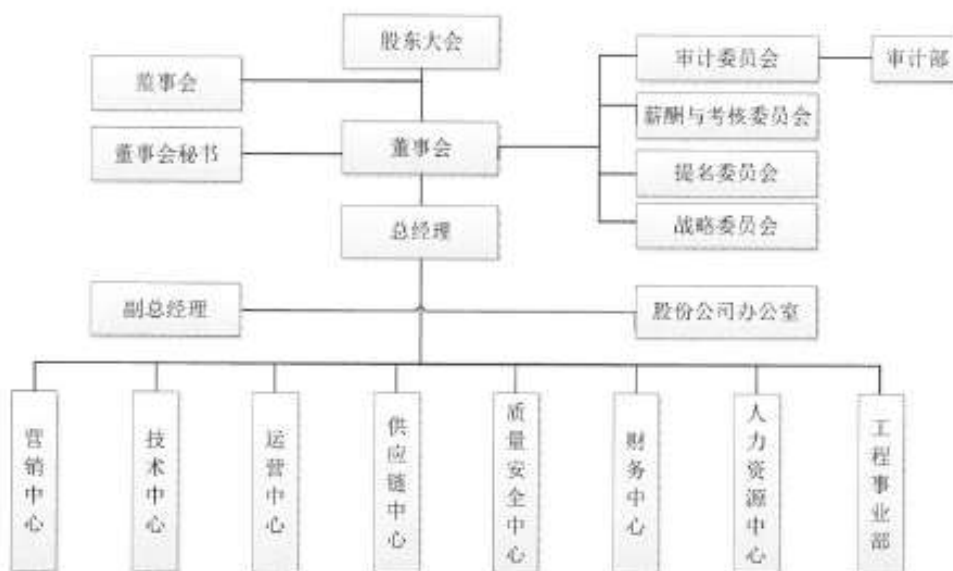 股东大会
监事会
审计委员会
审计部
薪酬与考核委员会
董事会秘书
董事会
提名委员会
总经理
战略委员会
副总经理
股份公司办公室
营销中心
技术中心
运营中心
供应链中心
质量安全中心
财务中心
人力资源中心
工程事业部